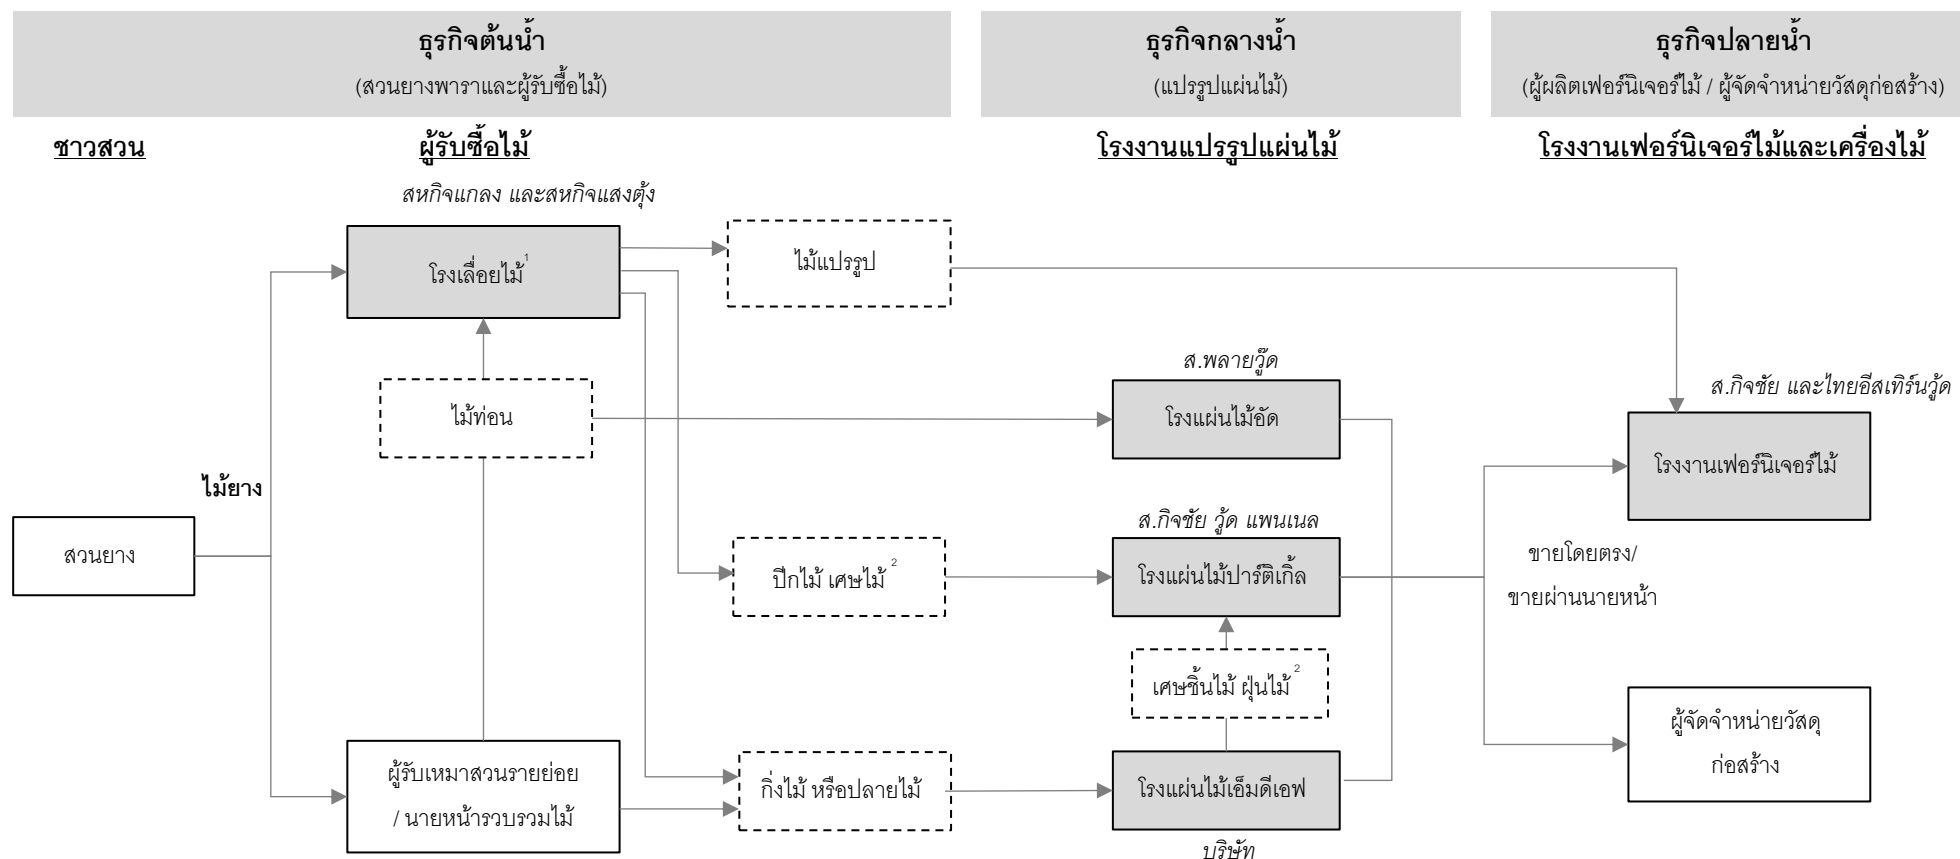 ธุรกิจต้นน้ำ
(สวนยางพาราและผู้รับซื้อไม้)
ธุรกิจกลางน้ำ
(แปรรูปแผ่นไม้)
ธุรกิจปลายน้ำ
(ผู้ผลิตเฟอร์นิเจอร์ไม้ / ผู้จัดจำหน่ายวัสดุก่อสร้าง)
ชาวสวน
ผู้รับซื้อไม้
โรงงานแปรรูปแผ่นไม้
โรงงานเฟอร์นิเจอร์ไม้และเครื่องไม้
สหกิจแกลง และสหกิจแสงตุ้ง
โรงเลื่อยไม้1
ไม้แปรรูป
ส.พลายวู๊ด
ส.กิจชัย และไทยอีสเทิร์นวู้ด
ไม้ท่อน
โรงแผ่นไม้อัด
โรงงานเฟอร์นิเจอร์ไม้
ไม้ยาง
ส.กิจชัย วู้ด แพนเนล
สวนยาง
ปีกไม้ เศษไม้ 2
โรงแผ่นไม้ปาร์ติเกิ้ล
ขายโดยตรง/
ขายผ่านนายหน้า
เศษชิ้นไม้ ฝุ่นไม้ 2
ผู้รับเหมาสวนรายย่อย
/ นายหน้ารวบรวมไม้
กิ่งไม้ หรือปลายไม้
โรงแผ่นไม้เอ็มดีเอฟ
ผู้จัดจำหน่ายวัสดุ
ก่อสร้าง
บริษัท